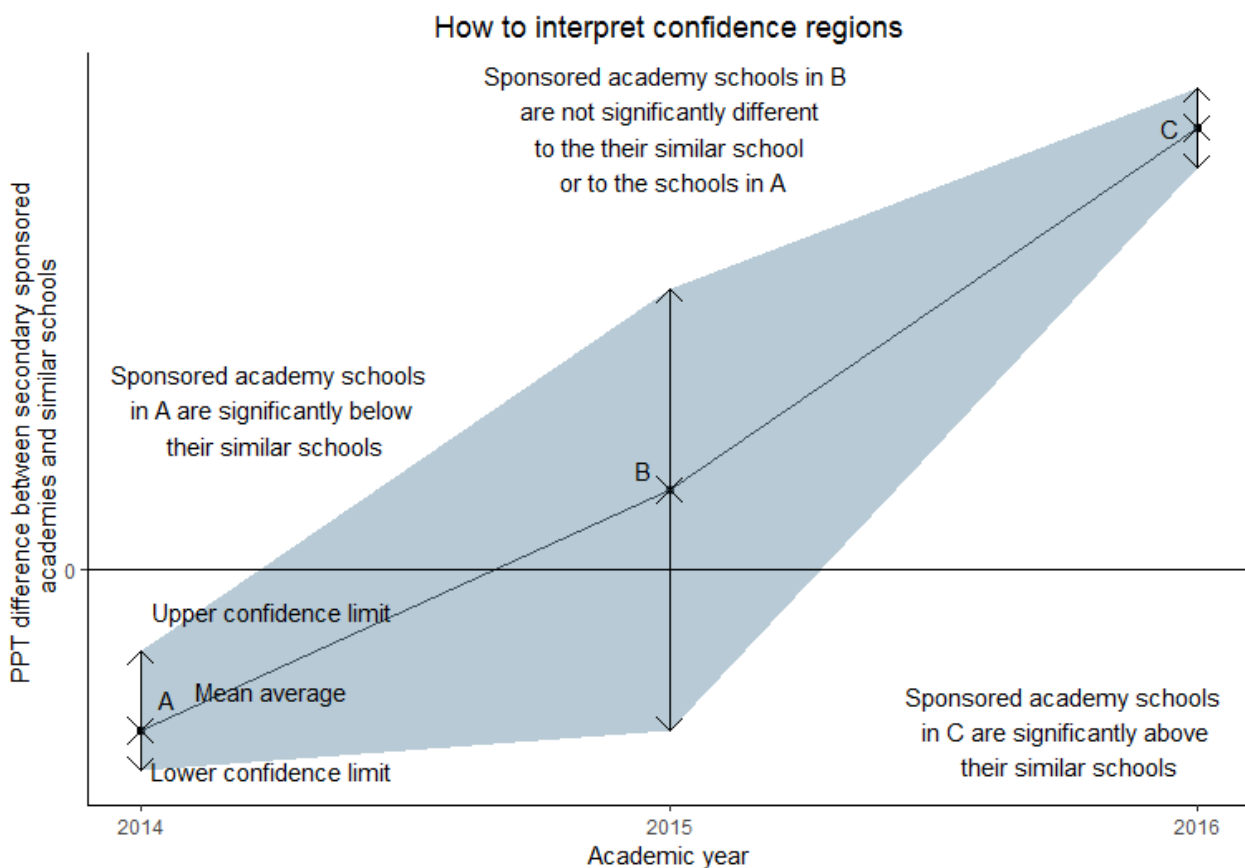 How to interpret confidence regions
Sponsored academy schools in B
are not significantly different
to the their similar school
or to the schools in A
C
PPT difference between secondary sponsored
academies and similar schools
Sponsored academy schools
in A are significantly below
their similar schools
B
0
Upper confidence limit
A
Mean average
Lower confidence limit
Sponsored academy schools
in C are significantly above
their similar schools
2014
2015
2016
Academic year